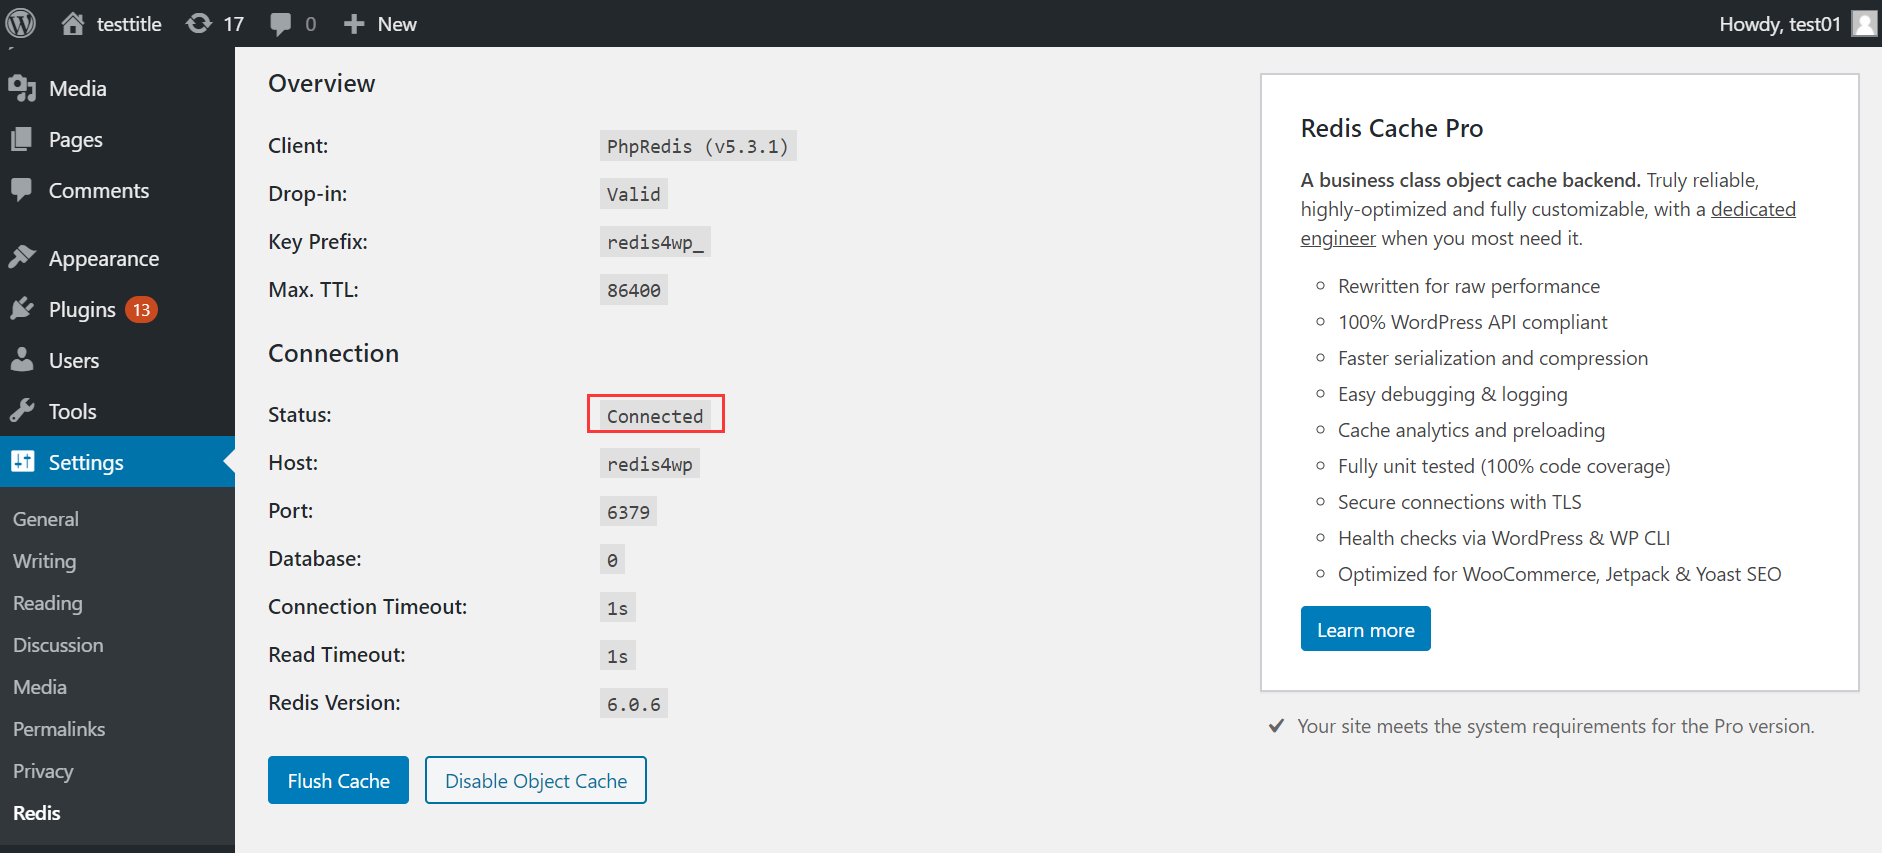 testtitle 17 0 New Howdy, test01
Media
Pages
Comments
Appearance
Plugins 13
Users
Tools
Settings
General
Writing
Reading
Discussion
Media
Permalinks
Privacy
Redis
Overview
Client: PhpRedis (v5.3.1)
Drop-in: Valid
Key Prefix: redis4wp_
Max. TTL: 86400
Connection
Status: Connected
Host: redis4wp
Port: 6379
Database: 0
Connection Timeout: 1s
Read Timeout: 1s
Redis Version: 6.0.6
Flush Cache Disable Object Cache
Redis Cache Pro
A business class object cache backend. Truly reliable,
highly-optimized and fully customizable, with a dedicated
engineer when you most need it.
Rewritten for raw performance
100% WordPress API compliant
Faster serialization and compression
Easy debugging & logging
Cache analytics and preloading
Fully unit tested (100% code coverage)
Secure connections with TLS
Health checks via WordPress & WP CLI
Optimized for WooCommerce, Jetpack & Yoast SEO
Learn more
Your site meets the system requirements for the Pro version.